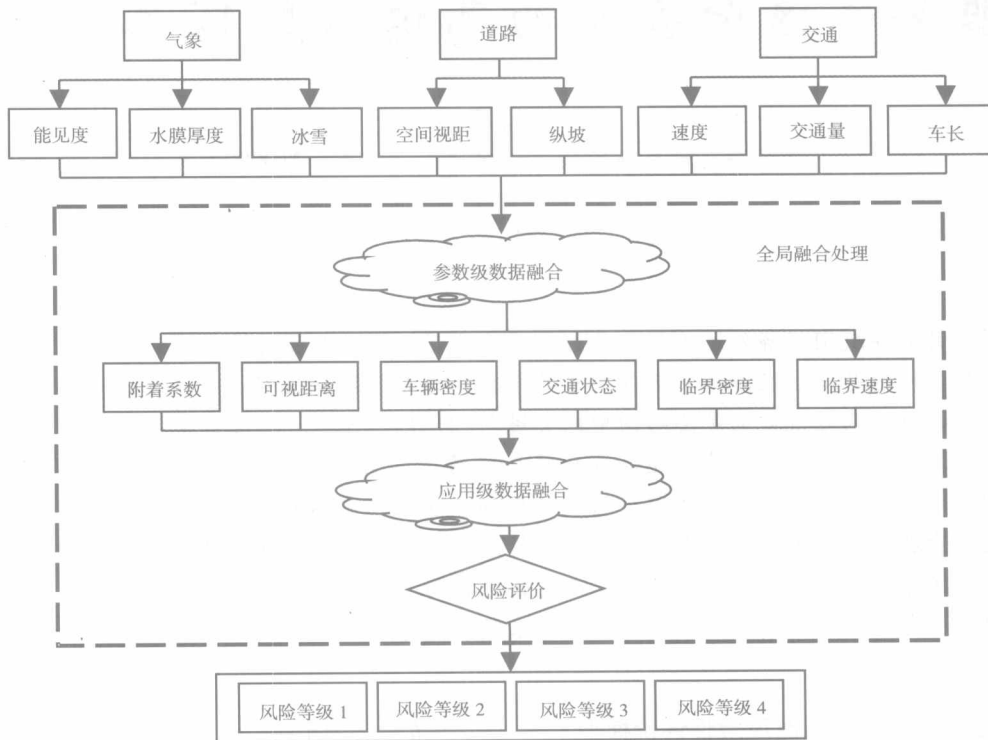 气象
道路
交通
能见度
水膜厚度
冰雪
空间视距
纵坡
速度
交通量
车长
参数级数据融合
全局融合处理
附着系数
可视距离
车辆密度
交通状态
临界密度
临界速度
应用级数据融合
风险评价
风险等级 1
风险等级 2
风险等级 3
风险等级 4